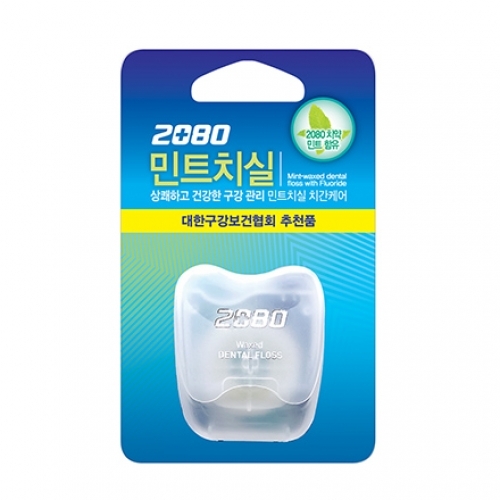 2080
2080 치약
민트 함유
민트치실
Mint-waxed dental
floss with Fluoride
상쾌하고 건강한 구강 관리 민트치실 치간케어
대한구강보건협회 추천품
2080
Waxed
DENTAL FLOSS